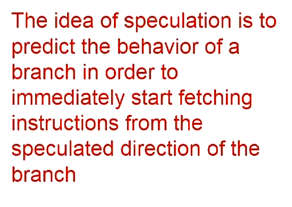 The idea of speculation is to
predict the behavior of a
branch in order to
immediately start fetching
instructions from the
speculated direction of the
branch